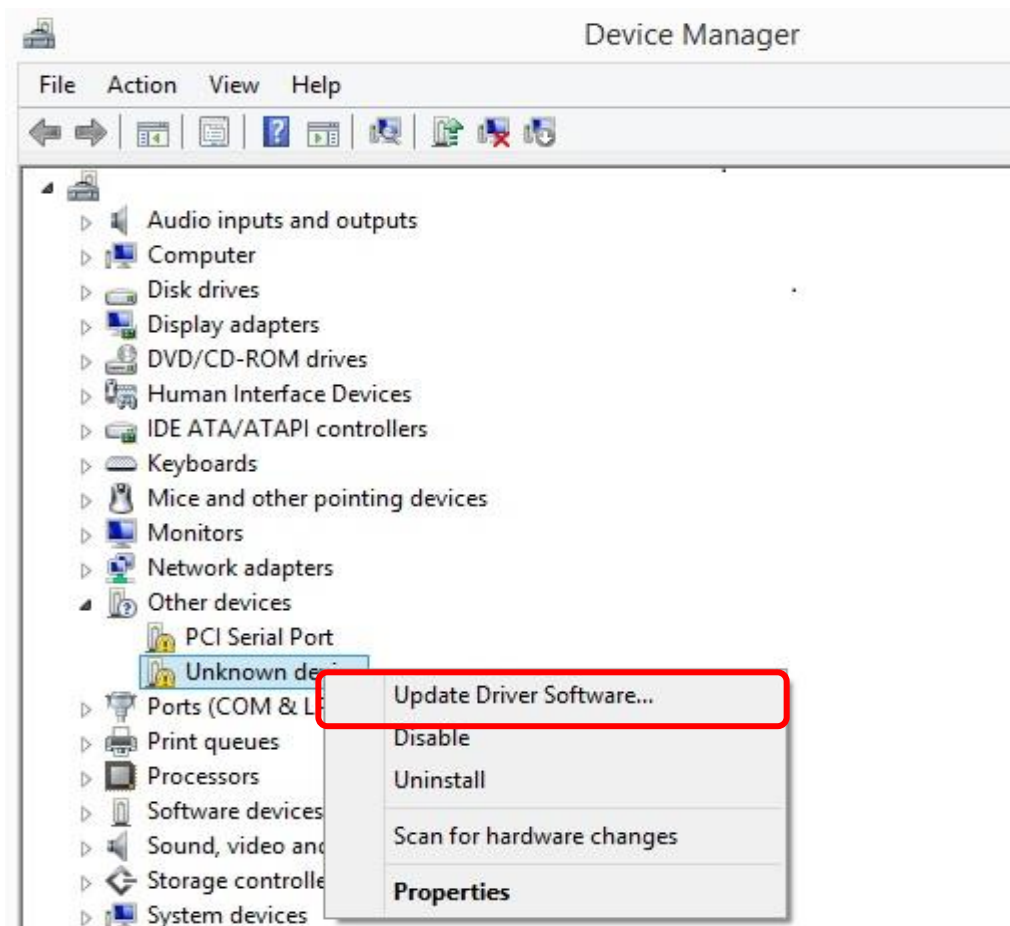 Device Manager
File Action View Help
Audio inputs and outputs
Computer
Disk drives
Display adapters
DVD/CD-ROM drives
Human Interface Devices
IDE ATA/ATAPI controllers
Keyboards
Mice and other pointing devices
Monitors
Network adapters
Other devices
PCI Serial Port
Unknown
Update Driver Software...
Ports (COM &
Disable
Print queues
Processors
Uninstall
Software devices
Scan for hardware changes
Sound, video
Storage
Properties
System devices